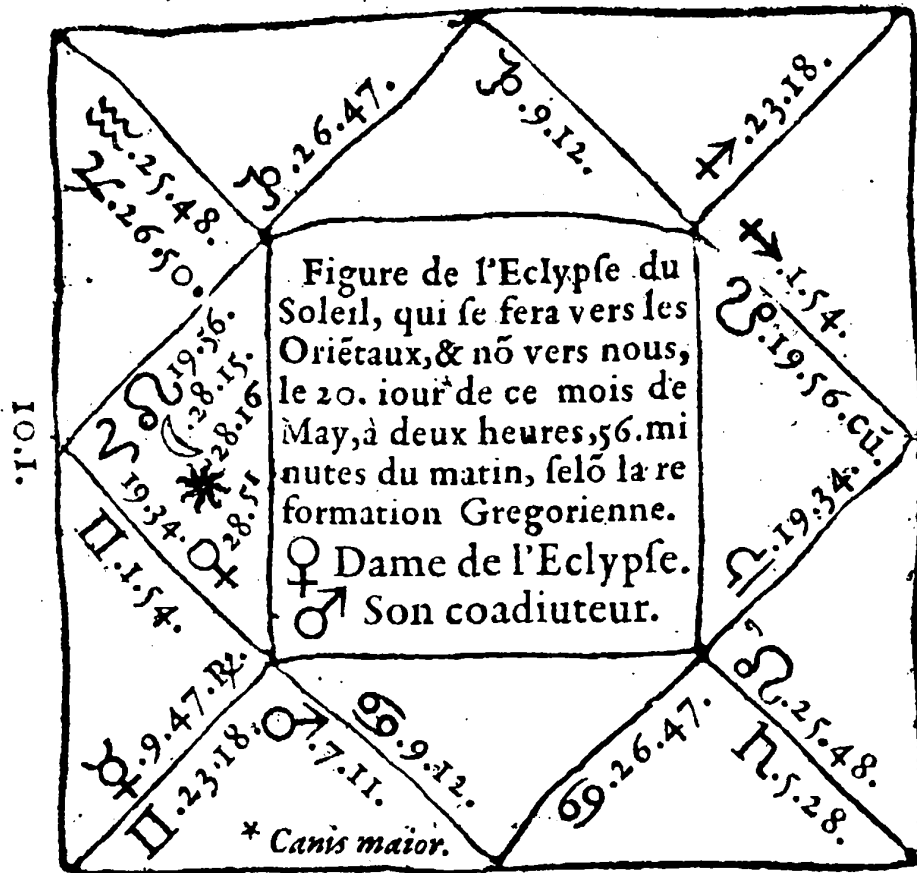 ♑.26.47.
♑.9.12.
♐.23.18.
♒.25.48.
♃.26.50.
♐.1.54.
☋.19.56.cũ.
♎.19.34.
Figure de l'Eclypſe du
Soleil, qui ſe fera vers les
Oriẽtaux,& nõ vers nous,
le 20. iour de ce mois de
May,à deux heures,56.mi
nutes du matin, ſelõ la re
formation Gregorienne.
♀ Dame de l'Eclypſe.
♂ Son coadiuteur.
☊19.56.
☾.28.15.
☀28.16
♈19.34.
♀28.51
10.1.
♊.1.54.
☿.9.47.℞.
♊.23.18.
♂.7.11.
♋.9.12.
* Canis maior.
♋.26.47.
♌.25.48.
♄.5.28.